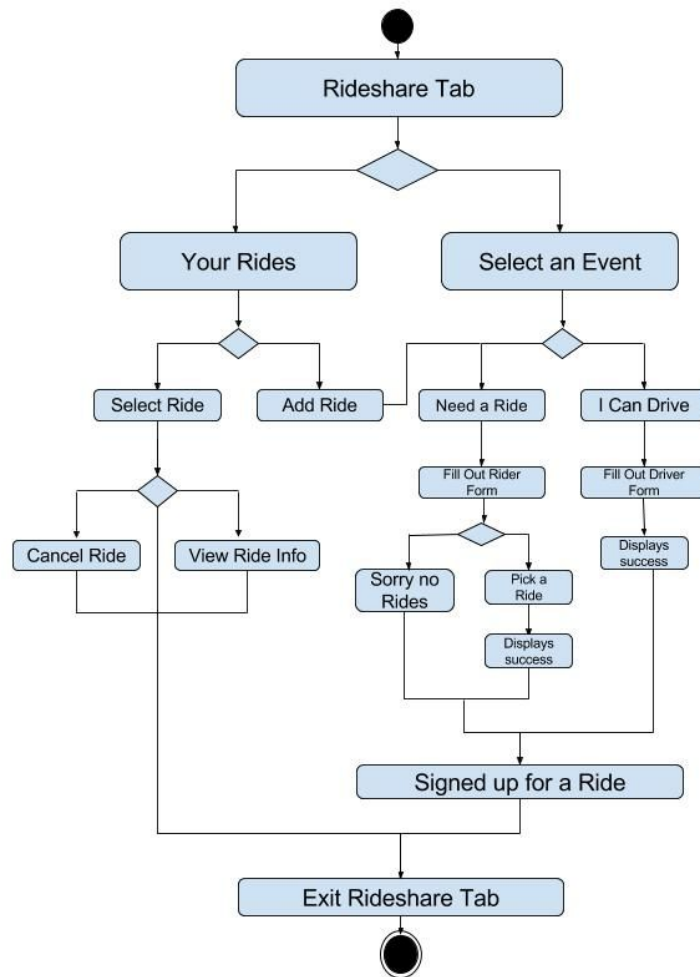 Rideshare Tab
Your Rides
Select an Event
Select Ride
Add Ride
Need a Ride
I Can Drive
Fill Out Rider
Form
Fill Out Driver Form
Cancel Ride
View Ride Info
Sorry no
Rides
Pick a
Ride
Displays
success
Displays
success
Signed up for a Ride
Exit Rideshare Tab